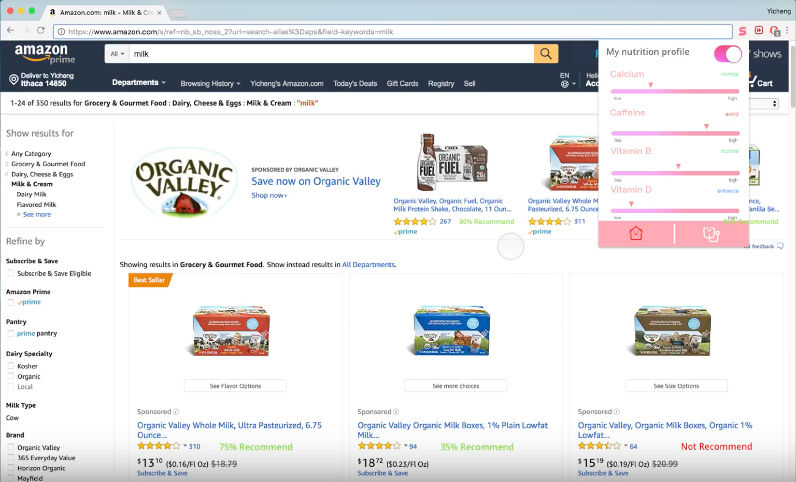 Amazon.com: milk - Milk & Cre
Yicheng
https://www.amazon.com/s/ref=nb_sb_noss_2?url=search-alias%3Daps&field-keywords=milk
amazon
prime
All
milk
shows
Deliver to Yicheng
Ithaca 14850
Departments
Browsing History
Yicheng's Amazon.com
Today's Deals
Gift Cards
Registry
Sell
EN
Hello
Acc
Cart
1-24 of 350 results for Grocery & Gourmet Food : Dairy, Cheese & Eggs : Milk & Cream : "milk"
My nutrition profile
Calcium
normal
low
high
Caffeine
avoid
low
high
Vitamin B
normal
low
high
Vitamin D
enhance
low
high
Show results for
Any Category
Grocery & Gourmet Food
Dairy, Cheese & Eggs
Milk & Cream
Dairy Milk
Flavored Milk
See more
Refine by
Subscribe & Save
Subscribe & Save Eligible
Amazon Prime
prime
Pantry
prime pantry
Dairy Specialty
Kosher
Organic
Local
Milk Type
Cow
Brand
Organic Valley
365 Everyday Value
Horizon Organic
Mayfield
ORGANIC
VALLEY
SPONSORED BY ORGANIC VALLEY
Save now on Organic Valley
Shop now
ORGANIC
FUEL
26g
Organic Valley, Organic Fuel, Organic
Milk Protein Shake, Chocolate, 11 Oun...
267
80% Recommend
prime
Organic Valley Whole M
Pasteurized, 6.75 Ounc
311
prime
nilla Be...
Recommend
feedback
Showing results in Grocery & Gourmet Food. Show instead results in All Departments.
Best Seller
See Flavor Options
Sponsored
Organic Valley Whole Milk, Ultra Pasteurized, 6.75
Ounce...
310
75% Recommend
$13 10 ($0.16/Fl Oz) $18.79
Subscribe & Save
See more choices
Sponsored
Organic Valley Organic Milk Boxes, 1% Plain Lowfat
Milk...
94
35% Recommend
$18 72 ($0.23/Fl Oz)
Subscribe & Save
See Size Options
Sponsored
Organic Valley, Organic Milk Boxes, Organic 1%
Lowfat...
64
Not Recommend
$15 19 ($0.19/Fl Oz) $20.99
Subscribe & Save